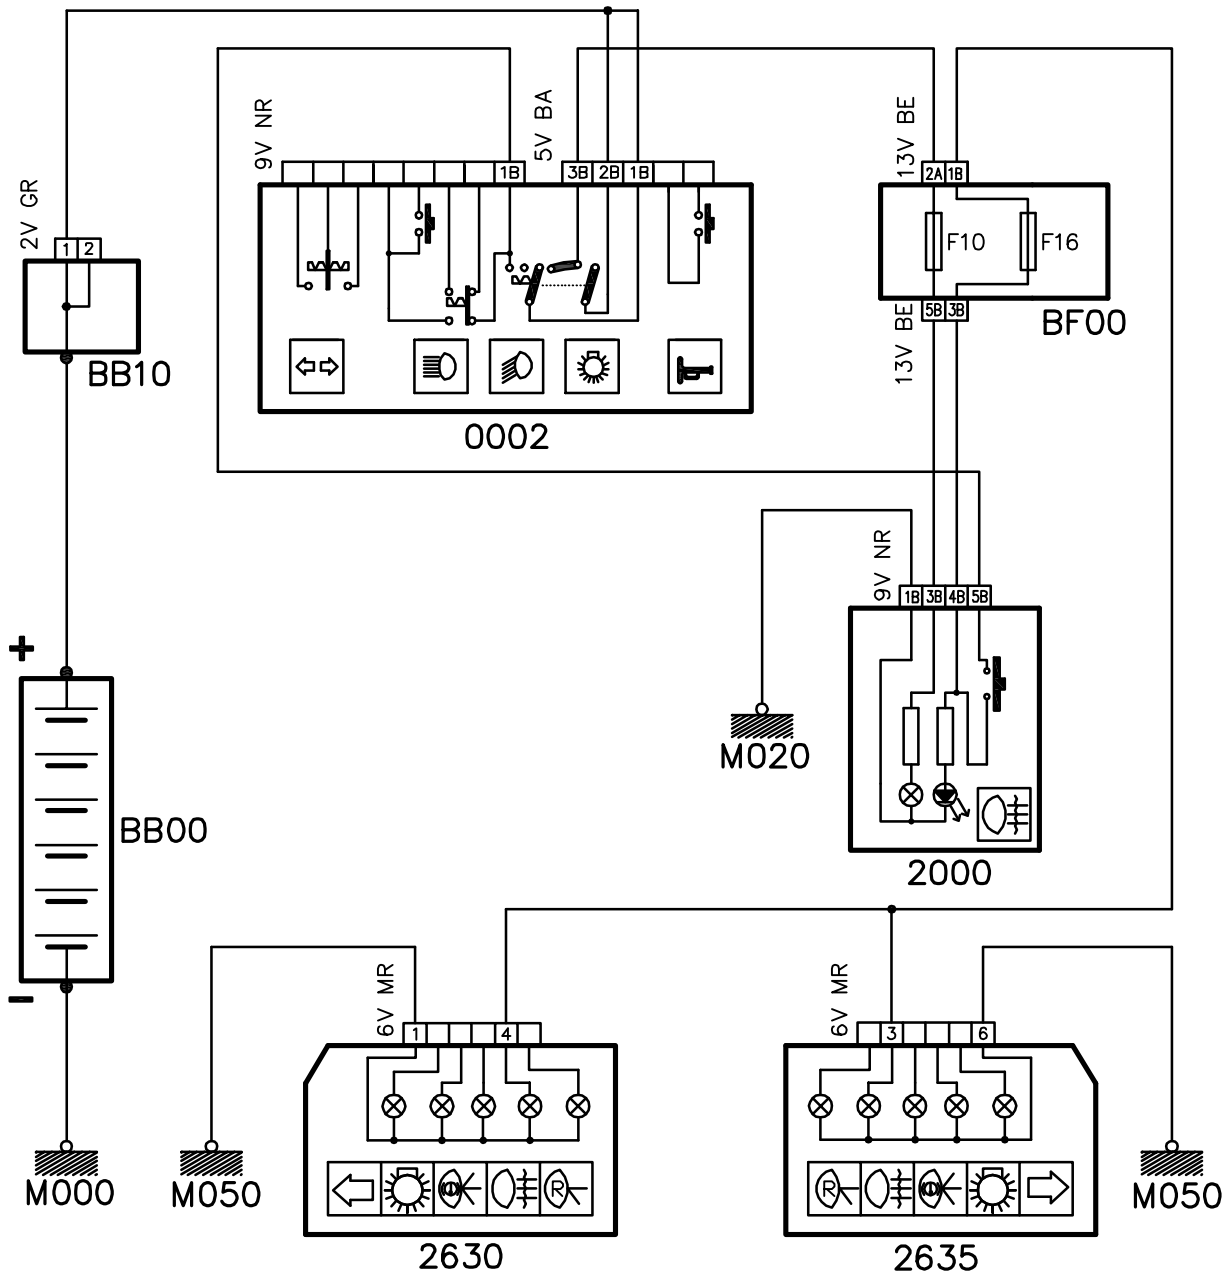 9V NR
5V BA
13V BE
1B
3B 2B 1B
2A 1B
2V GR
1 2
F10
F16
BB10
5B 3B
BF00
13V BE
0002
9V NR
1B 3B 4B 5B
+
M020
BB00
2000
-
6V MR
6V MR
1
4
3
6
R
R
M000
M050
M050
2630
2635